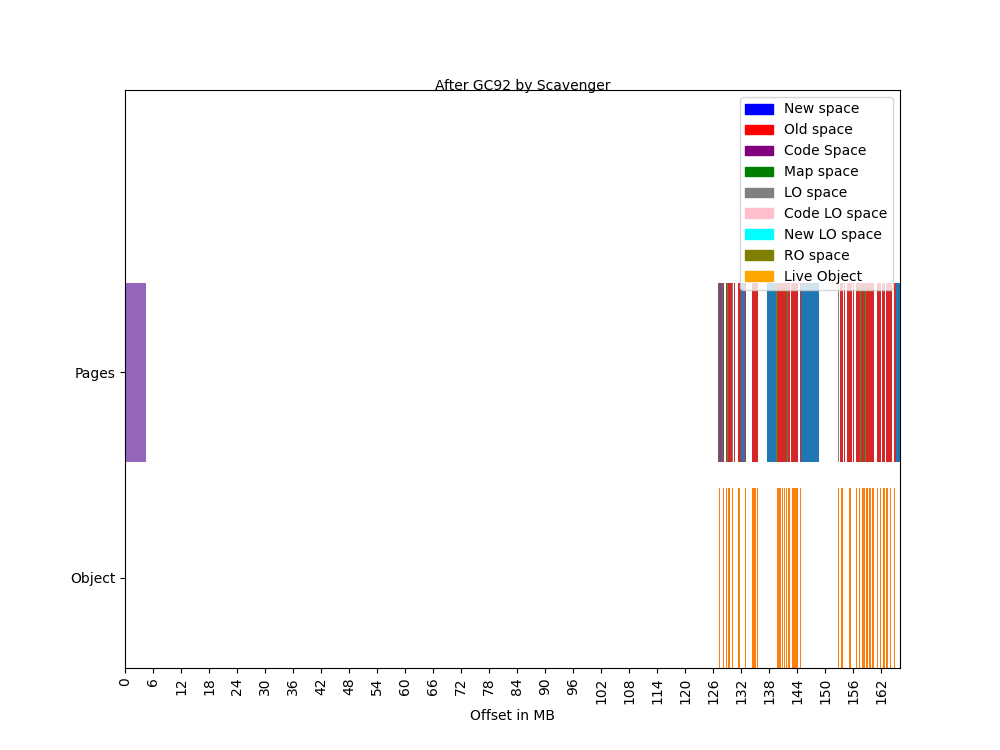 After GC92 by Scavenger
New space
Old space
Code Space
Map space
LO space
Code LO space
New LO space
RO space
Live Object
Pages
Object
0 6 12 18 24 30 36 42 48 54 60 66 72 78 84 90 96 102 108 114 120 126 132 138 144 150 156 162
Offset in MB